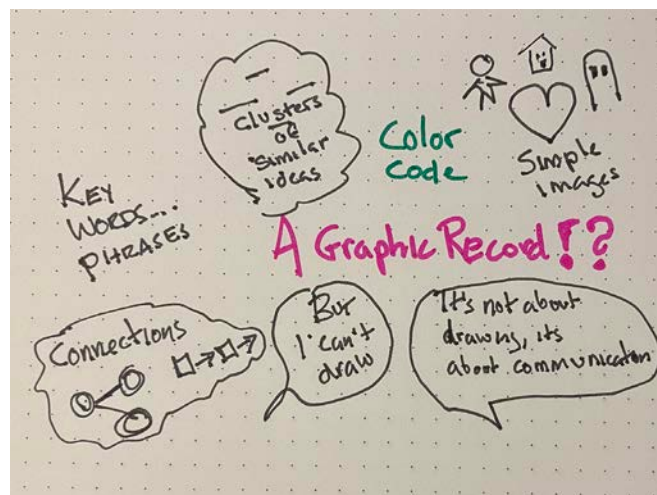 Clusters
of
Similar
ideas
Color
Code
Simple
images
Key
Words...
Phrases
A Graphic Record!?
Connections
But
I can't
draw
It's not about
drawing, its
about communication